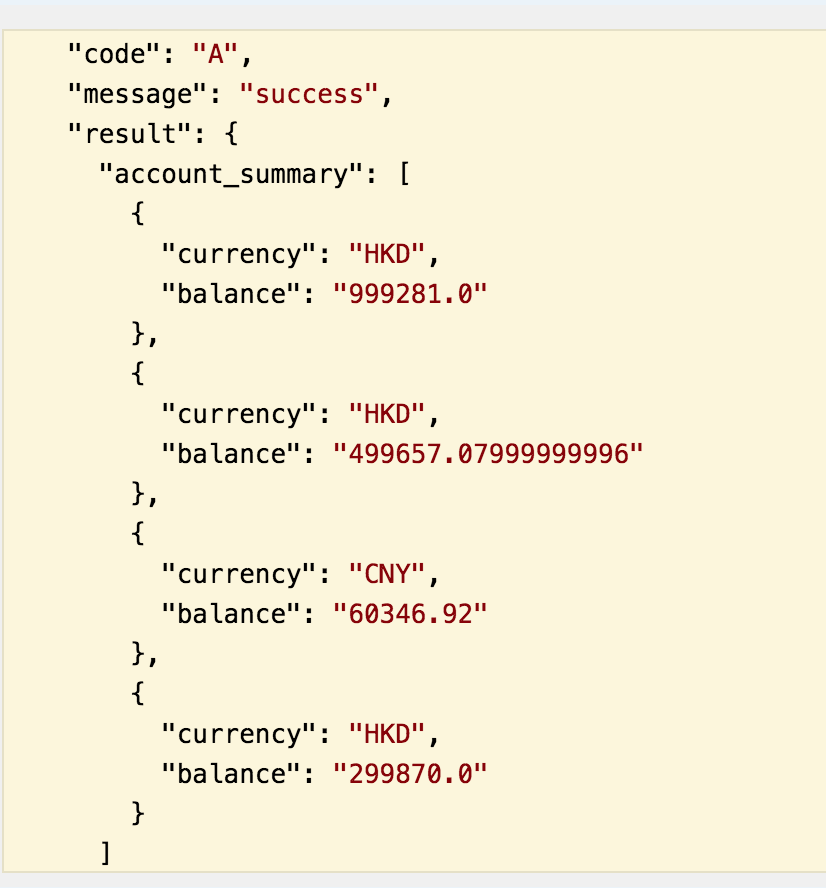 "code": "A",
"message": "success",
"result": {
"account_summary": [
{
"currency": "HKD",
"balance": "999281.0"
},
{
"currency": "HKD",
"balance": "499657.07999999996"
},
{
"currency": "CNY",
"balance": "60346.92"
},
{
"currency": "HKD",
"balance": "299870.0"
}
]